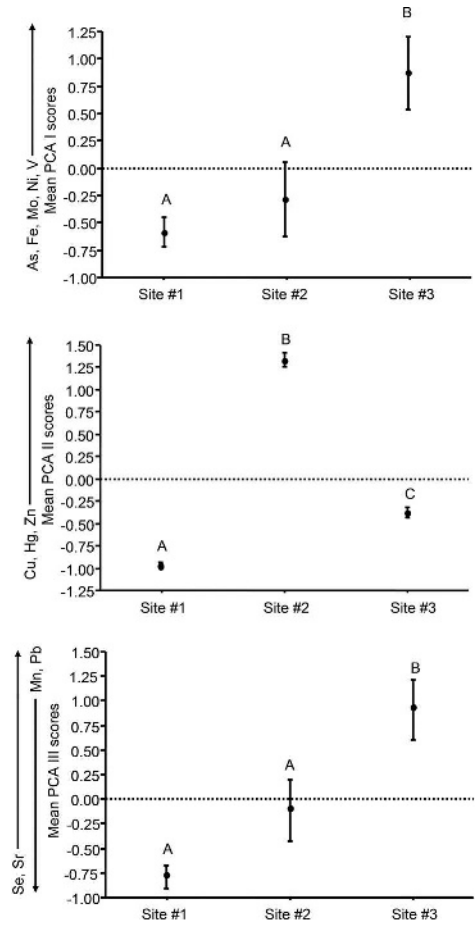 As, Fe, Mo, Ni, V
Mean PCA I scores
1.25
1.00
0.75
0.50
0.25
0.00
-0.25
-0.50
-0.75
-1.00
A
A
B
Site #1
Site #2
Site #3
Cu, Hg, Zn
Mean PCA II scores
1.50
1.25
1.00
0.75
0.50
0.25
0.00
-0.25
-0.50
-0.75
-1.00
-1.25
A
B
C
Site #1
Site #2
Site #3
Se, Sr
Mn, Pb
Mean PCA III scores
1.50
1.25
1.00
0.75
0.50
0.25
0.00
-0.25
-0.50
-0.75
-1.00
A
A
B
Site #1
Site #2
Site #3